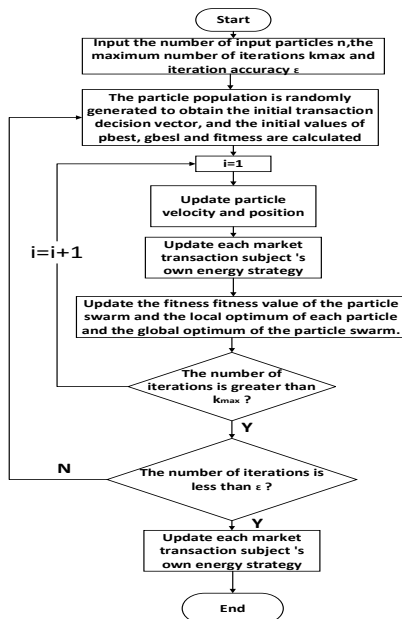 Start
Input the number of input particles n,the
maximum number of iterations kmax and
iteration accuracy ε
The particle population is randomly
generated to obtain the initial transaction
decision vector, and the initial values of
pbest, gbesl and fitmess are calculated
i=1
Update particle
velocity and position
i=i+1
Update each market
transaction subject 's
own energy strategy
Update the fitness fitness value of the particle
swarm and the local optimum of each particle
and the global optimum of the particle swarm.
The number of
iterations is greater than
kmax ?
Y
N
The number of iterations is
less than ε ?
Y
Update each market
transaction subject 's
own energy strategy
End